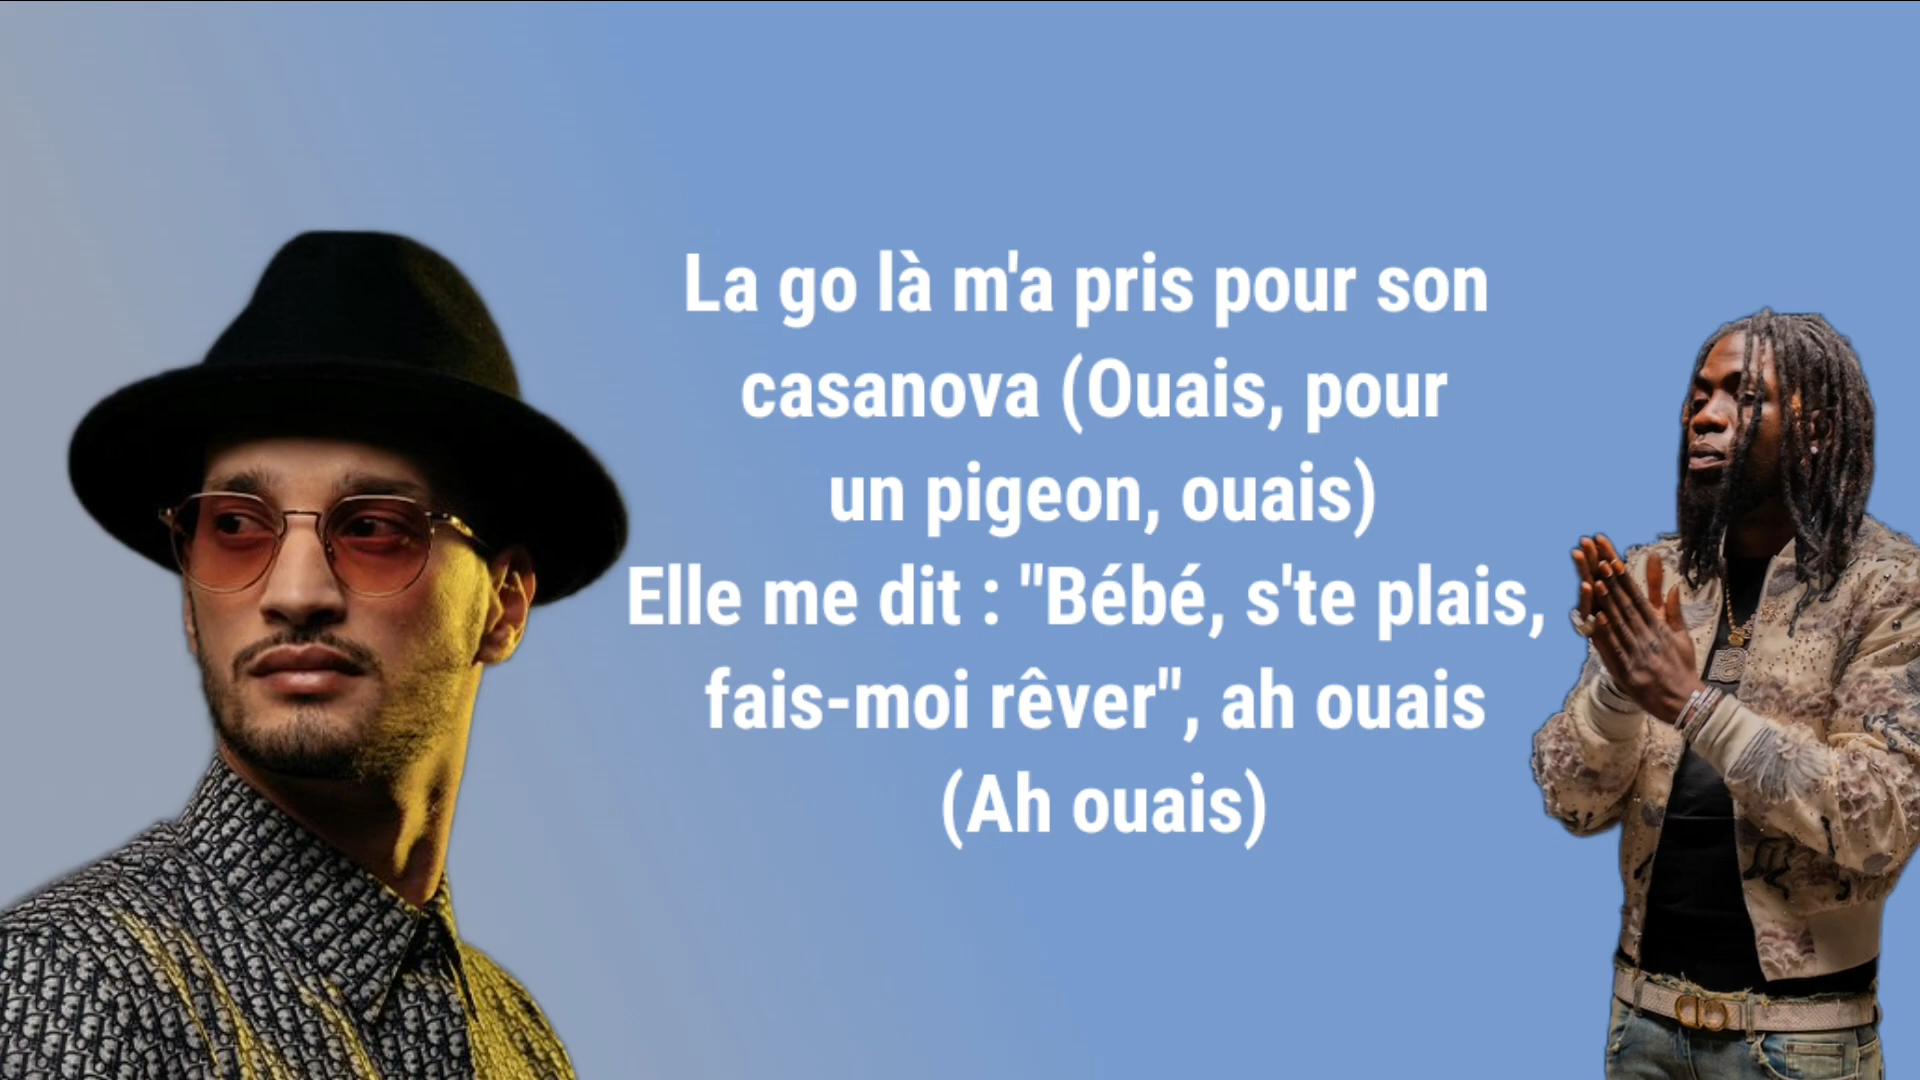 La go là m'a pris pour son
casanova (Ouais, pour
un pigeon, ouais)
Elle me dit : "Bébé, s'te plais,
fais-moi rêver", ah ouais
(Ah ouais)